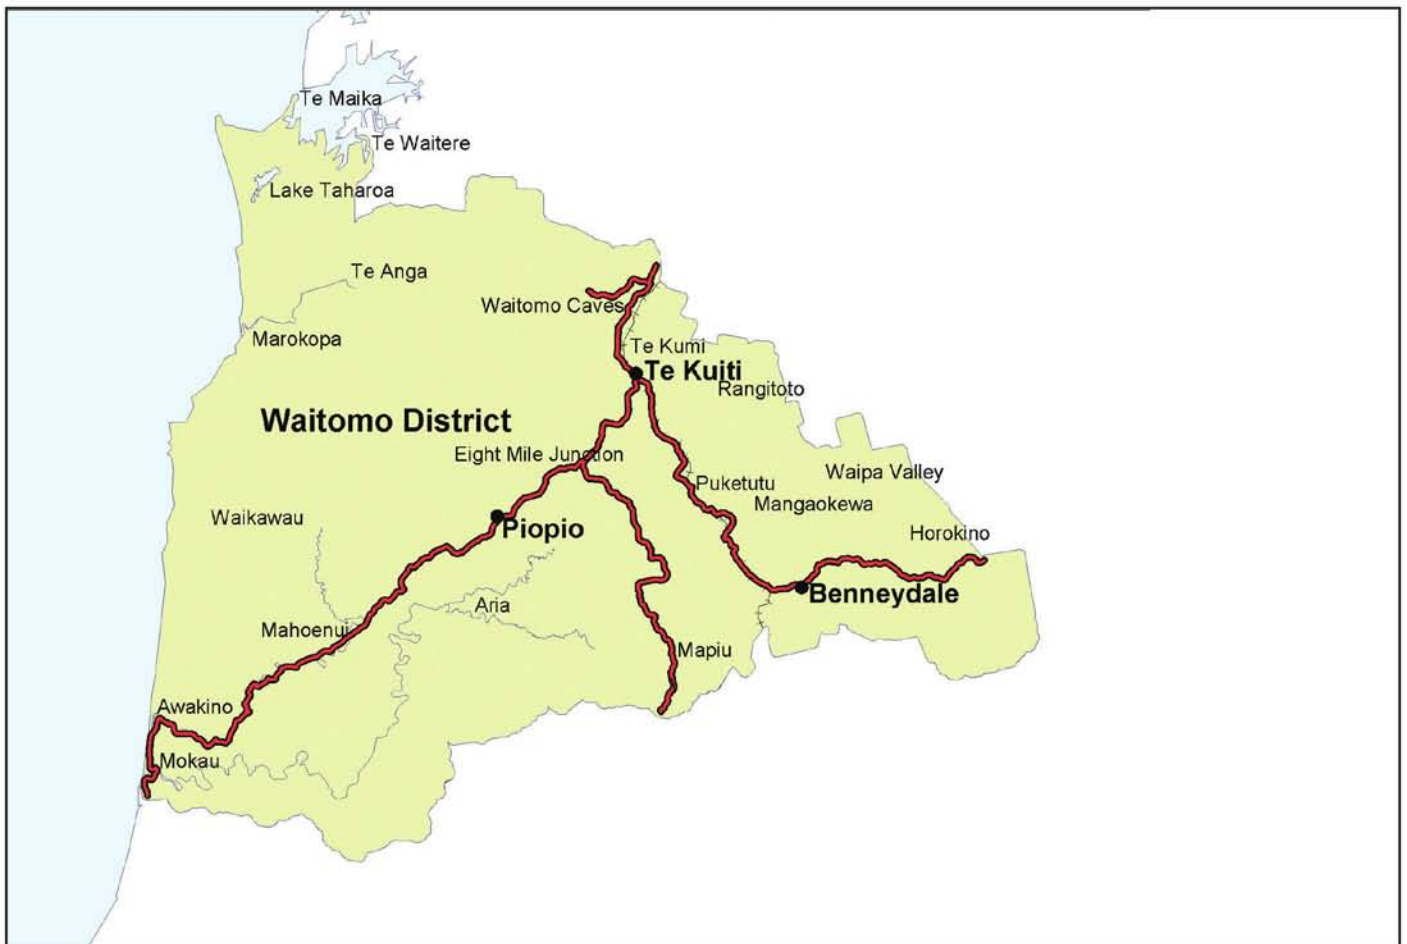 Te Maika
Te Waitere
Lake Taharoa
Te Anga
Waitomo Caves
Marokopa
Te Kumi
Te Kuiti
Rangitoto
Waitomo District
Eight Mile Junction
Waipa Valley
Puketutu
Mangaokewa
Waikawau
Piopio
Horokino
Benneydale
Aria
Mahoenui
Mapiu
Awakino
Mokau